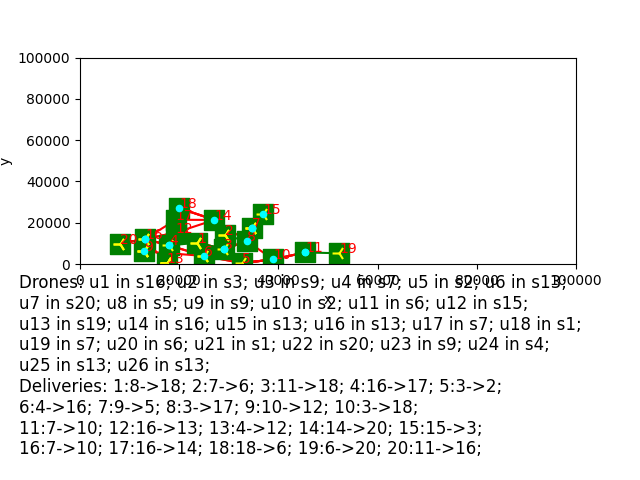 100000
80000
60000
40000
20000
0
y
0 20000 40000 60000 80000 100000
x
Drones: u1 in s16; u2 in s3; u3 in s9; u4 in s7; u5 in s2; u6 in s13;
u7 in s20; u8 in s5; u9 in s9; u10 in s2; u11 in s6; u12 in s15;
u13 in s19; u14 in s16; u15 in s13; u16 in s13; u17 in s7; u18 in s1;
u19 in s7; u20 in s6; u21 in s1; u22 in s20; u23 in s9; u24 in s4;
u25 in s13; u26 in s13;
Deliveries: 1:8->18; 2:7->6; 3:11->18; 4:16->17; 5:3->2;
6:4->16; 7:9->5; 8:3->17; 9:10->12; 10:3->18;
11:7->10; 12:16->13; 13:4->12; 14:14->20; 15:15->3;
16:7->10; 17:16->14; 18:18->6; 19:6->20; 20:11->16;